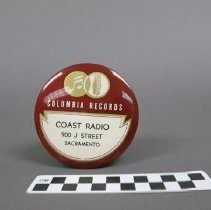 COLUMBIA RECORDS
COAST RADIO
900 J STREET
SACRAMENTO